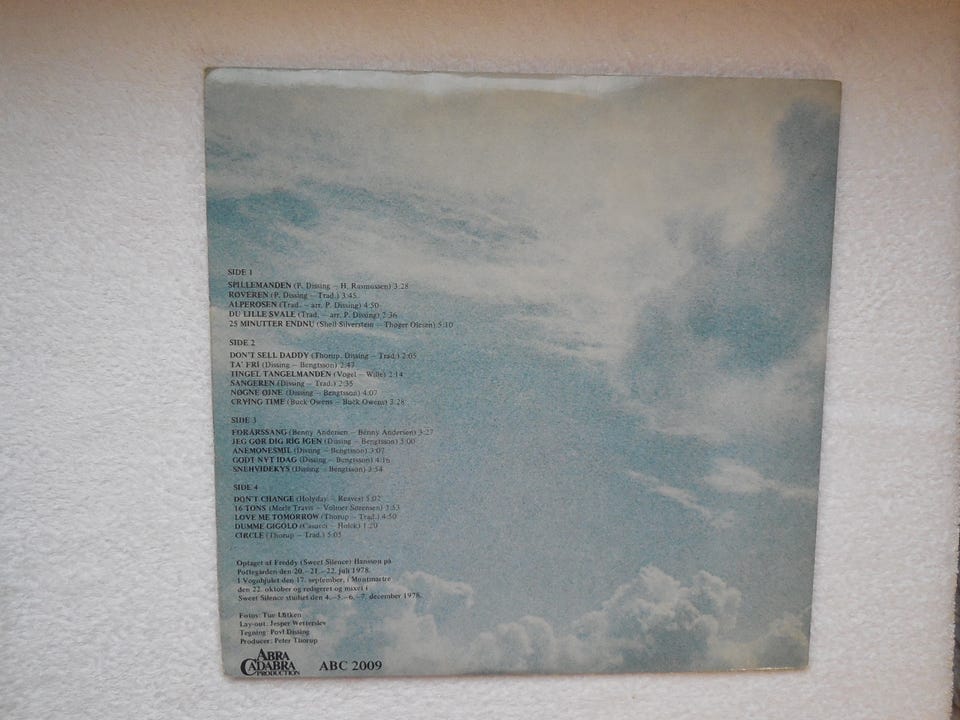 SIDE 1
SPILLEMANDEN (P. Dissing – H. Rasmussen) 3:28
RØVEREN (P. Dissing – Trad.) 3:45
ALPEROSEN (Trad. – arr. P. Dissing) 4:50
DU LILLE SVALE (Trad. – arr. P. Dissing) 2:36
25 MINUTTER ENDNU (Shell Silverstein – Thøger Olesen) 5:10
SIDE 2
DON'T SELL DADDY (Thorup, Dissing – Trad.) 2:05
TA' FRI (Dissing – Bengtsson) 2:47
TINGEL TANGELMANDEN (Vogel – Wille) 2:14
SANGEREN (Dissing – Trad.) 2:35
NØGNE ØJNE (Dissing – Bengtsson) 4:07
CRYING TIME (Buck Owens – Buck Owens) 3:28
SIDE 3
FORÅRSSANG (Benny Andersen – Benny Andersen) 3:27
JEG GØR DIG RIG IGEN (Dissing – Bengtsson) 3:00
ANEMONESMIL (Dissing – Bengtsson) 3:07
GODT NYT IDAG (Dissing – Bengtsson) 4:16
SNEHVIDEKYS (Dissing – Bengtsson) 3:54
SIDE 4
DON'T CHANGE (Holyday – Reaves) 5:02
16 TONS (Merle Travis – Volmer Sørensen) 3:53
LOVE ME TOMORROW (Thorup – Trad.) 4:50
DUMME GIGOLO (Casucci – Holck) 1:20
CIRCLE (Thorup – Trad.) 5:05
Optaget af Freddy (Sweet Silence) Hansson på
Pottegården den 20.–21.–22. juli 1978.
I Vognhjulet den 17. september, i Montmartre
den 22. oktober og redigeret og mixet i
Sweet Silence studiet den 4.–5.–6.–7. december 1978.
Fotos: Tue Lütken
Lay-out: Jesper Wetterslev
Tegning: Povl Dissing
Producer: Peter Thorup
ABRA
CADABRA
PRODUCTION
ABC 2009